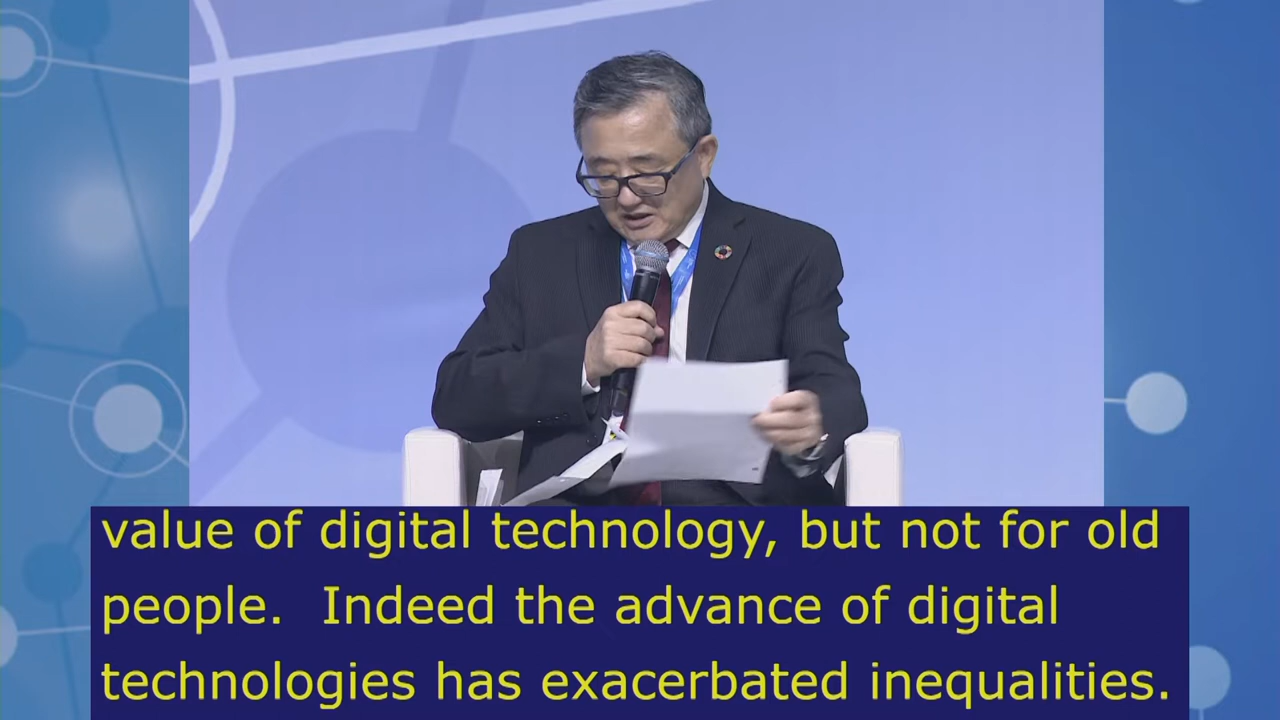 value of digital technology, but not for old
people.  Indeed the advance of digital
technologies has exacerbated inequalities.